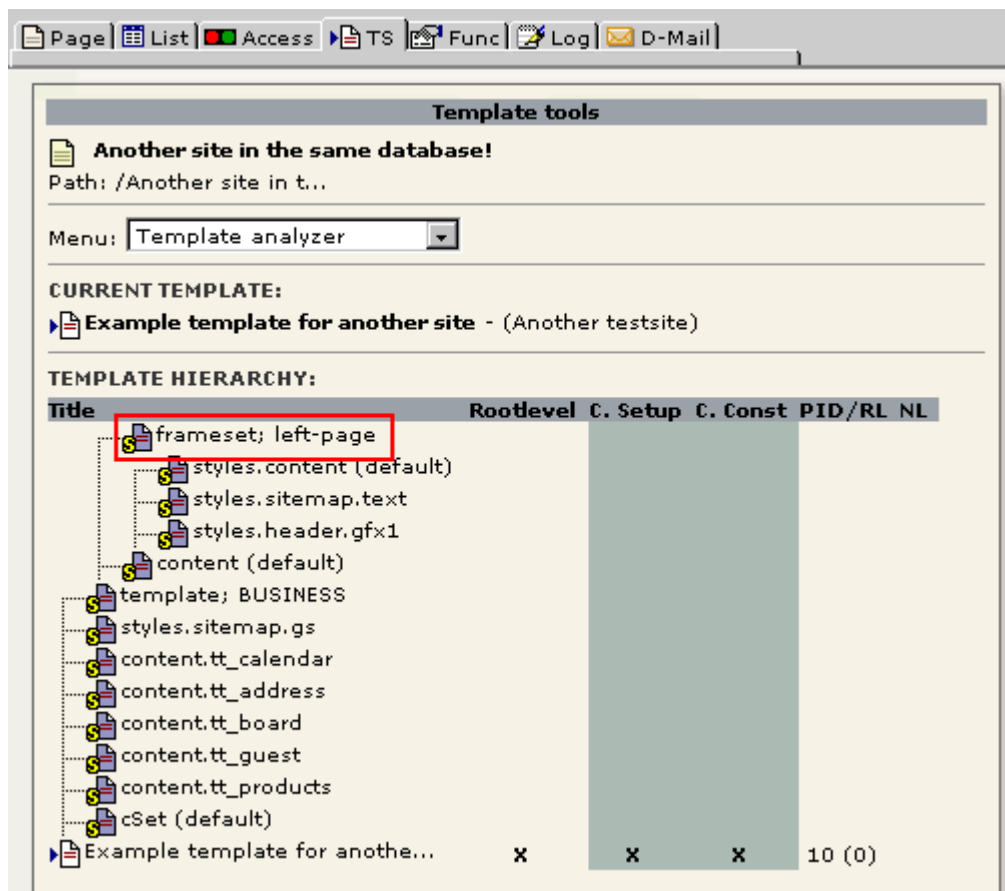 Page List Access TS Func Log D-Mail
Template tools
Another site in the same database!
Path: /Another site in t...
Menu: Template analyzer
CURRENT TEMPLATE:
Example template for another site - (Another testsite)
TEMPLATE HIERARCHY:
Title Rootlevel C. Setup C. Const PID/RL NL
frameset; left-page
styles.content (default)
styles.sitemap.text
styles.header.gfx1
content (default)
template; BUSINESS
styles.sitemap.gs
content.tt_calendar
content.tt_address
content.tt_board
content.tt_guest
content.tt_products
cSet (default)
Example template for anothe... x x x 10 (0)